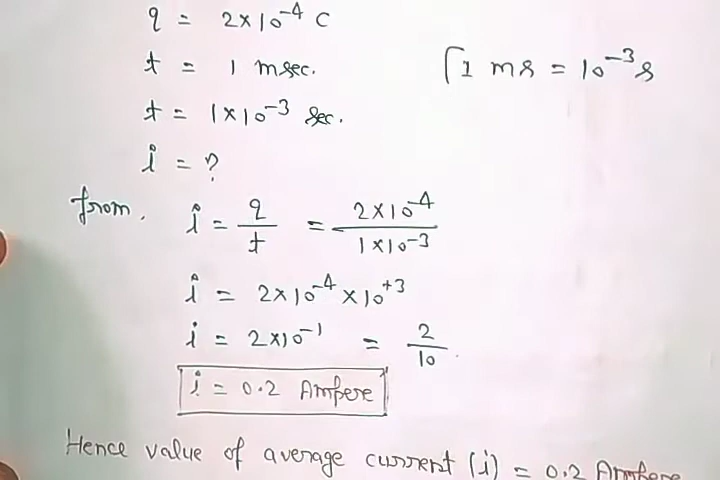 q = 2×10⁻⁴ C
t = 1 msec. [1 ms = 10⁻³ s
t = 1×10⁻³ sec.
i = ?
from. i = q/t = 2×10⁻⁴/1×10⁻³
i = 2×10⁻⁴ × 10⁺³
i = 2×10⁻¹ = 2/10.
i = 0.2 Ampere
Hence value of average current (i) = 0.2 Ampere